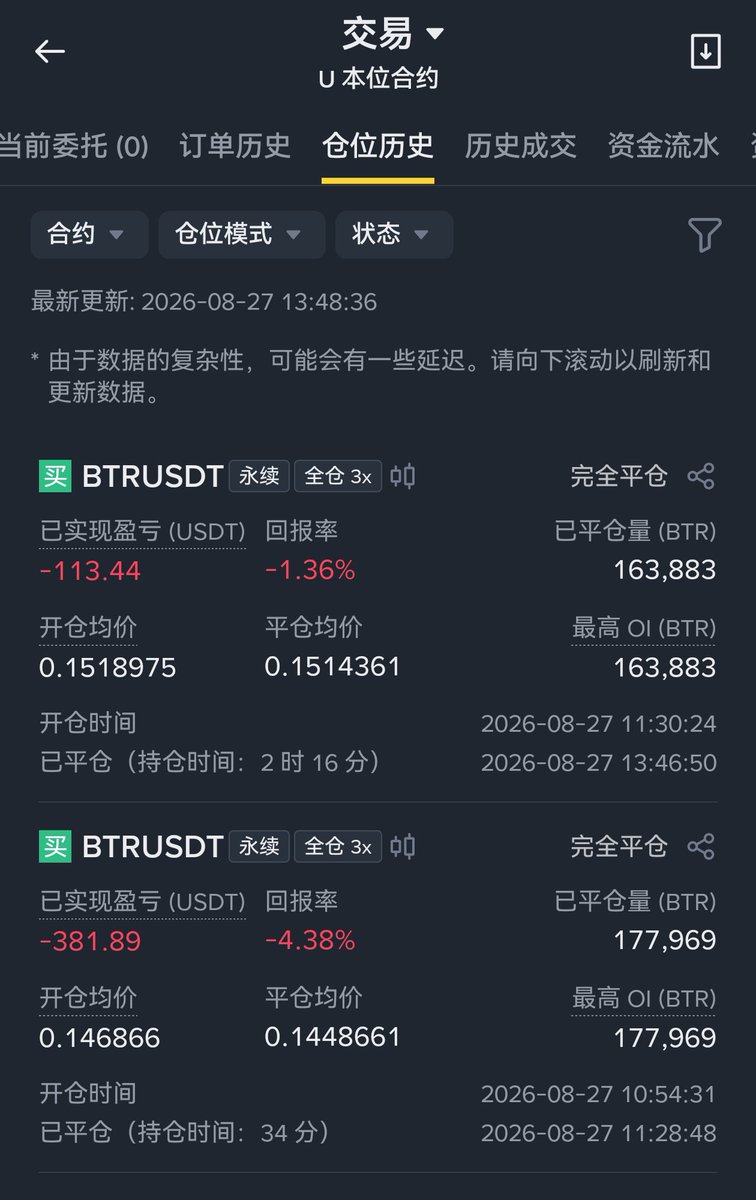 交易
U 本位合约
当前委托 (0) 订单历史 仓位历史 历史成交 资金流水
合约 仓位模式 状态
最新更新: 2026-08-27 13:48:36
* 由于数据的复杂性，可能会有一些延迟。请向下滚动以刷新和
更新数据。
买 BTRUSDT 永续 全仓 3x 完全平仓
已实现盈亏 (USDT) 回报率 已平仓量 (BTR)
-113.44 -1.36% 163,883
开仓均价 平仓均价 最高 OI (BTR)
0.1518975 0.1514361 163,883
开仓时间 2026-08-27 11:30:24
已平仓（持仓时间： 2 时 16 分） 2026-08-27 13:46:50
买 BTRUSDT 永续 全仓 3x 完全平仓
已实现盈亏 (USDT) 回报率 已平仓量 (BTR)
-381.89 -4.38% 177,969
开仓均价 平仓均价 最高 OI (BTR)
0.146866 0.1448661 177,969
开仓时间 2026-08-27 10:54:31
已平仓（持仓时间： 34 分） 2026-08-27 11:28:48